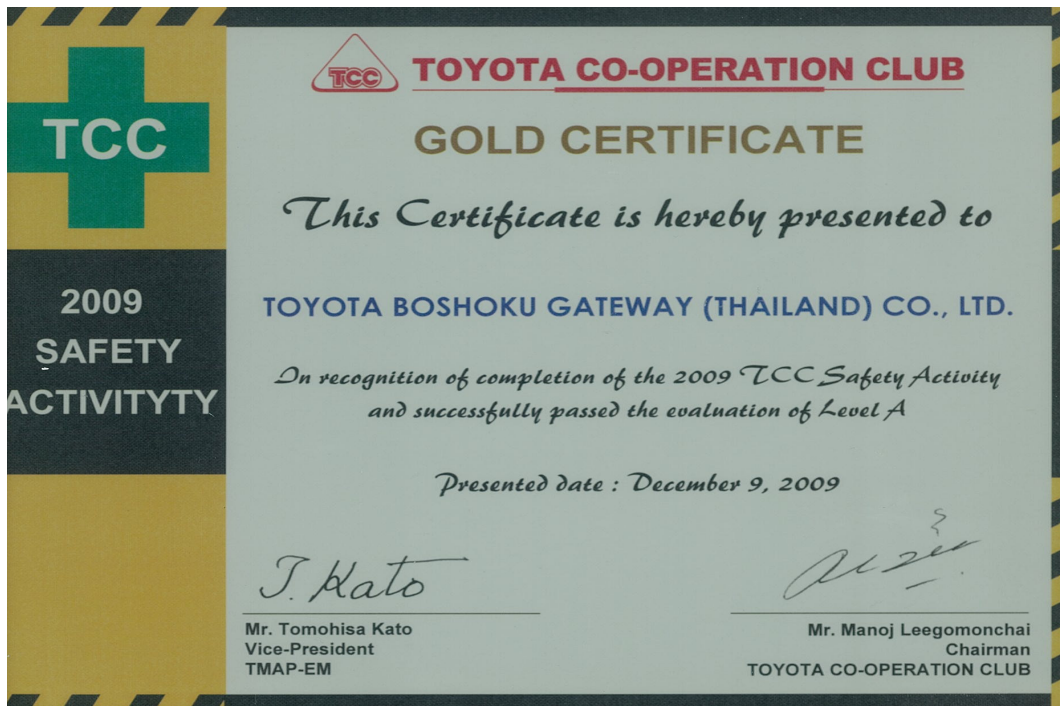 TCC
2009
SAFETY
ACTIVITYTY
TCC
TOYOTA CO-OPERATION CLUB
GOLD CERTIFICATE
This Certificate is hereby presented to
TOYOTA BOSHOKU GATEWAY (THAILAND) CO., LTD.
In recognition of completion of the 2009 TCC Safety Activity
and successfully passed the evaluation of Level A
Presented date : December 9, 2009
T. Kato
Mr. Tomohisa Kato
Vice-President
TMAP-EM
Mr. Manoj Leegomonchai
Chairman
TOYOTA CO-OPERATION CLUB